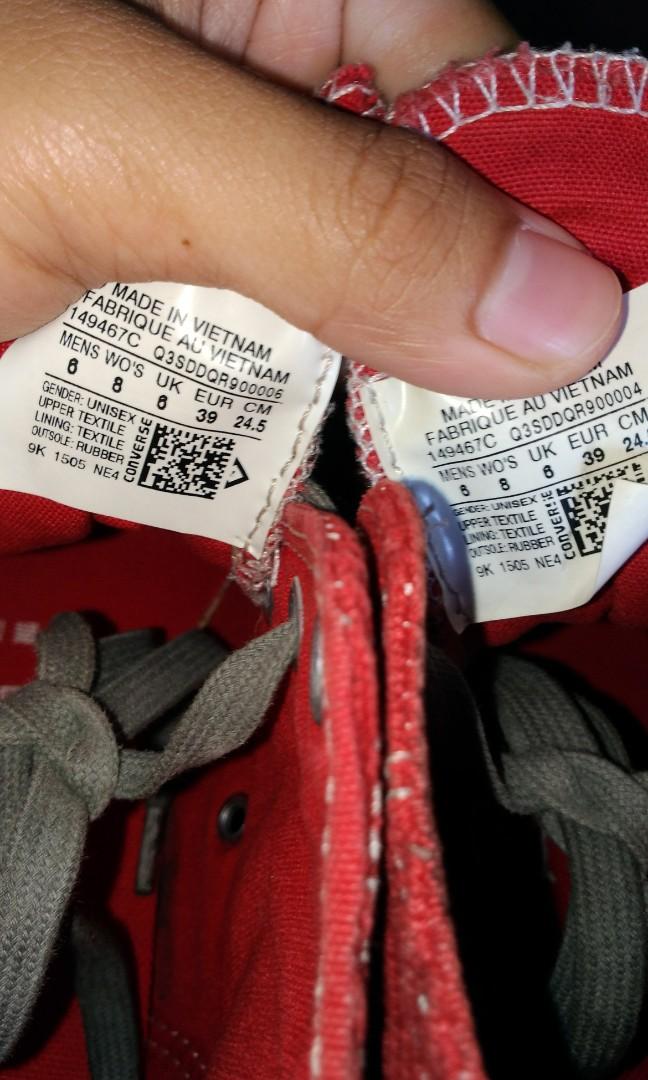 MADE IN VIETNAM
FABRIQUE AU VIETNAM
149467C Q3SDDQR900006
MENS WO'S UK EUR CM
6 8 6 39 24.5
GENDER: UNISEX
UPPER TEXTILE
LINING: TEXTILE
OUTSOLE: RUBBER
9K 1505 NE4
CONVERSE
MADE
FABRIQUE AU VIETNAM
149467C Q3SDDQR900004
MENS WO'S UK EUR CM
6 8 6 39 24.
GENDER: UNISEX
UPPER TEXTILE
LINING: TEXTILE
OUTSOLE: RUBBER
9K 1505 NE4
CONVERSE